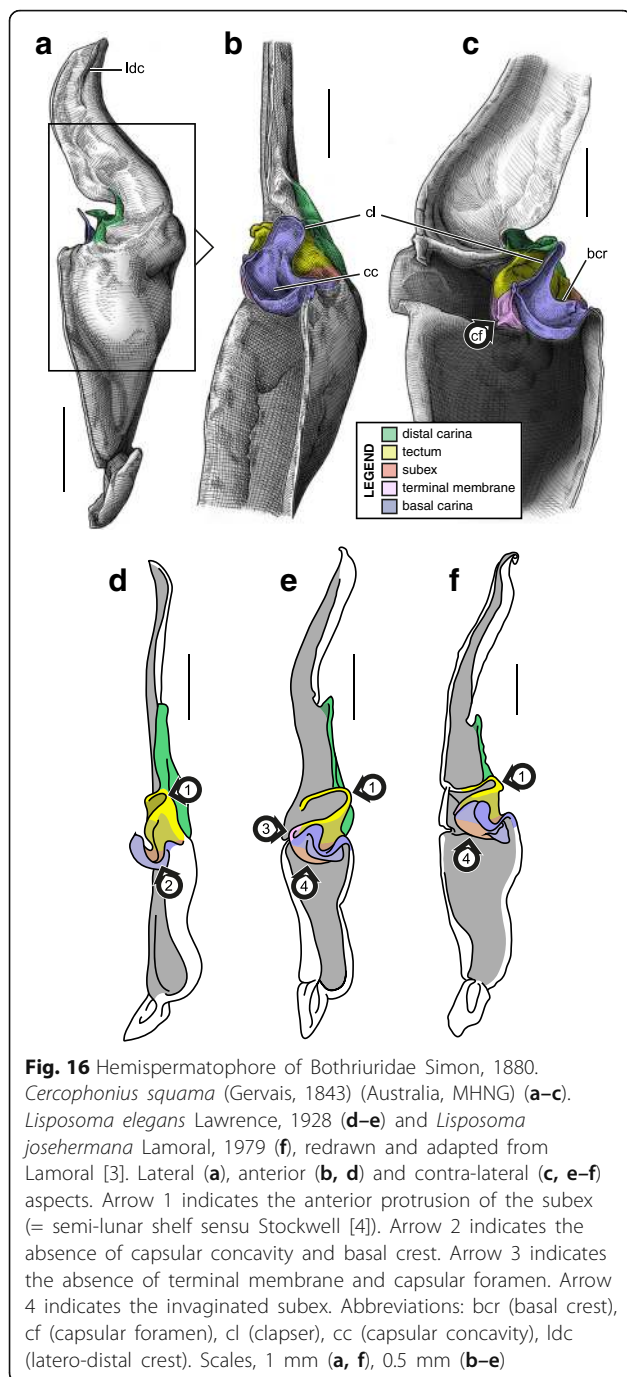 a
b
c
ldc
cl
cc
bcr
cf
LEGEND
distal carina
tectum
subex
terminal membrane
basal carina
d
e
f
1
2
1
3
4
1
4
Fig. 16 Hemispermatophore of Bothriuridae Simon, 1880.
Cercophonius squama (Gervais, 1843) (Australia, MHNG) (a–c).
Lisposoma elegans Lawrence, 1928 (d–e) and Lisposoma
josehermana Lamoral, 1979 (f), redrawn and adapted from
Lamoral [3]. Lateral (a), anterior (b, d) and contra-lateral (c, e–f)
aspects. Arrow 1 indicates the anterior protrusion of the subex
(= semi-lunar shelf sensu Stockwell [4]). Arrow 2 indicates the
absence of capsular concavity and basal crest. Arrow 3 indicates
the absence of terminal membrane and capsular foramen. Arrow
4 indicates the invaginated subex. Abbreviations: bcr (basal crest),
cf (capsular foramen), cl (clapser), cc (capsular concavity), ldc
(latero-distal crest). Scales, 1 mm (a, f), 0.5 mm (b–e)